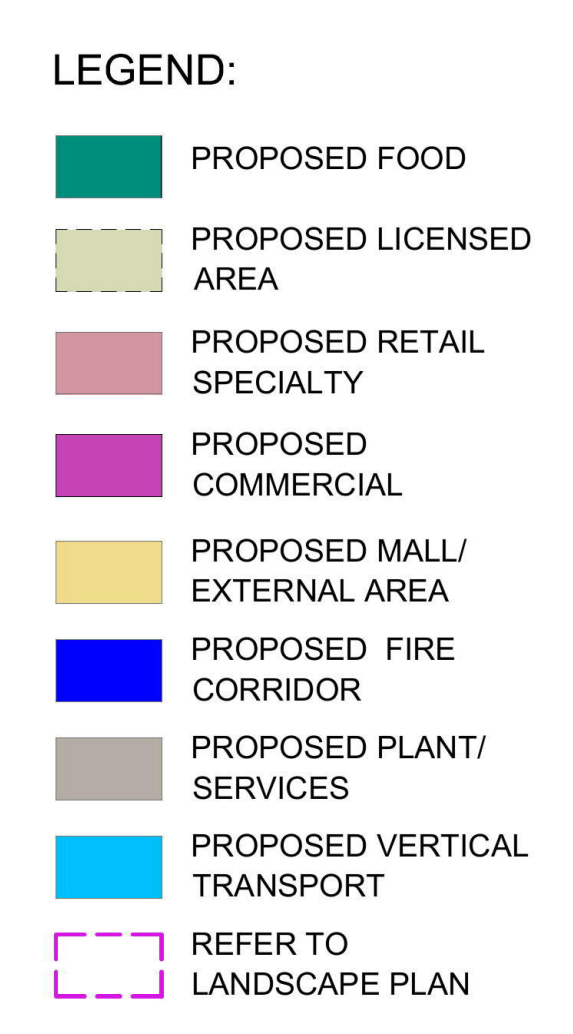 LEGEND:
PROPOSED FOOD
PROPOSED LICENSED
AREA
PROPOSED RETAIL
SPECIALTY
PROPOSED
COMMERCIAL
PROPOSED MALL/
EXTERNAL AREA
PROPOSED  FIRE
CORRIDOR
PROPOSED PLANT/
SERVICES
PROPOSED VERTICAL
TRANSPORT
REFER TO
LANDSCAPE PLAN